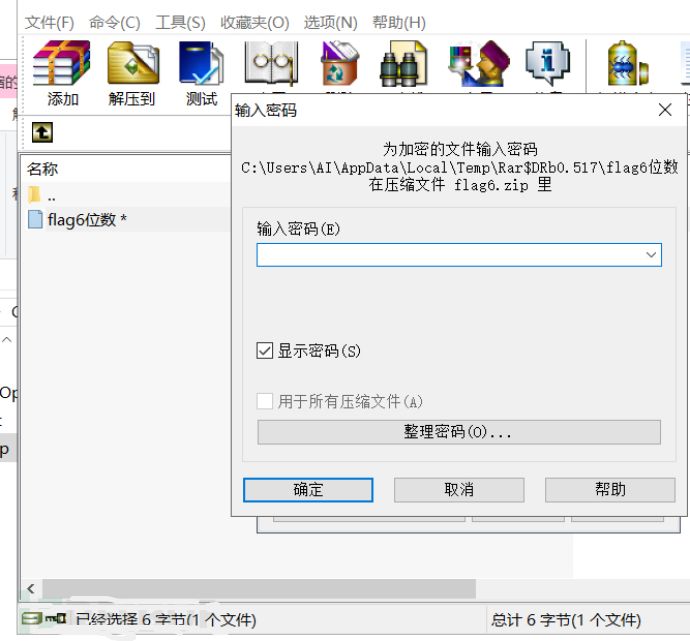 文件(F) 命令(C) 工具(S) 收藏夹(O) 选项(N) 帮助(H)
添加 解压到 测试
输入密码
为加密的文件输入密码
C:\Users\AI\AppData\Local\Temp\Rar$DRb0.517\flag6位数
在压缩文件 flag6.zip 里
名称
..
flag6位数 *
输入密码(E)
显示密码(S)
用于所有压缩文件(A)
整理密码(O)...
确定 取消 帮助
已经选择 6 字节(1 个文件) 总计 6 字节(1 个文件)